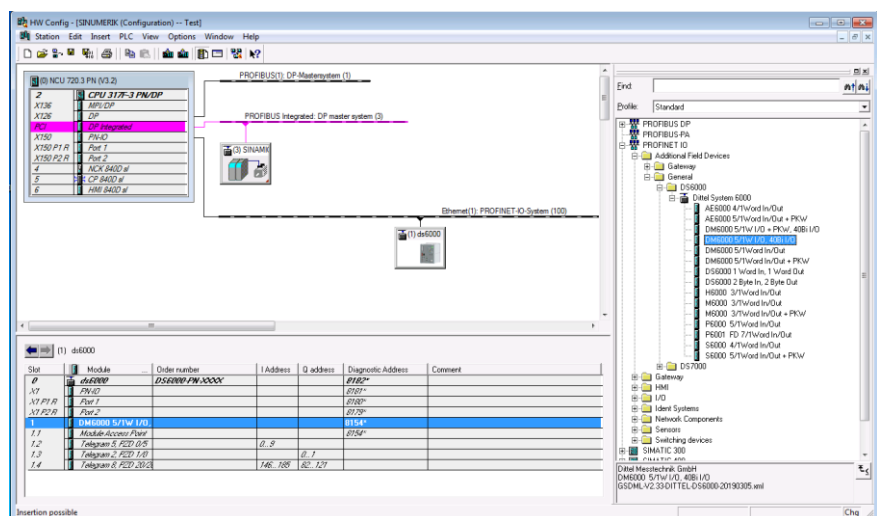 HW Config - [SINUMERIK (Configuration) -- Test]
Station Edit Insert PLC View Options Window Help
(0) NCU 720.3 PN (V3.2)
2 CPU 317F-3 PN/DP
X136 MPI/DP
X126 DP
PCI DP Integrated
X150 PN-IO
X150 P1 R Port 1
X150 P2 R Port 2
4 NCK 840D sl
5 CP 840D sl
6 HMI 840D sl
PROFIBUS(1): DP-Mastersystem (1)
PROFIBUS Integrated: DP master system (3)
(3) SINAMI
Ethernet(1): PROFINET-IO-System (100)
(1) ds6000
Find:
Profile: Standard
PROFIBUS DP
PROFIBUS-PA
PROFINET IO
Additional Field Devices
Gateway
General
DS6000
Dittel System 6000
AE6000 4/1Word In/Out
AE6000 5/1Word In/Out + PKW
DM6000 5/1W I/O + PKW, 40Bi I/O
DM6000 5/1W I/O, 40Bi I/O
DM6000 5/1Word In/Out
DM6000 5/1Word In/Out + PKW
DS6000 1 Word In, 1 Word Out
DS6000 2 Byte In, 2 Byte Out
H6000 3/1Word In/Out
M6000 3/1Word In/Out
M6000 3/1Word In/Out + PKW
P6000 5/1Word In/Out
P6001 FD 7/1Word In/Out
S6000 4/1Word In/Out
S6000 5/1Word In/Out + PKW
DS7000
Gateway
HMI
I/O
Ident Systems
Network Components
Sensors
Switching devices
SIMATIC 300
SIMATIC 400
Dittel Messtechnik GmbH
DM6000 5/1W I/O, 40Bi I/O
GSDML-V2.33-DITTEL-DS6000-20190305.xml
(1) ds6000
Slot Module ... Order number I Address Q address Diagnostic Address Comment
0 ds6000 DS6000-PN-XXXX 8182*
X1 PN-IO 8181*
X1 P1 R Port 1 8180*
X1 P2 R Port 2 8179*
1 DM6000 5/1W I/O, 8154*
1.1 Module Access Point 8154*
1.2 Telegram 5, PZD 0/5 0...9
1.3 Telegram 2, PZD 1/0 0..1
1.4 Telegram 8, PZD 20/2 146...185 82..121
Insertion possible
Chg